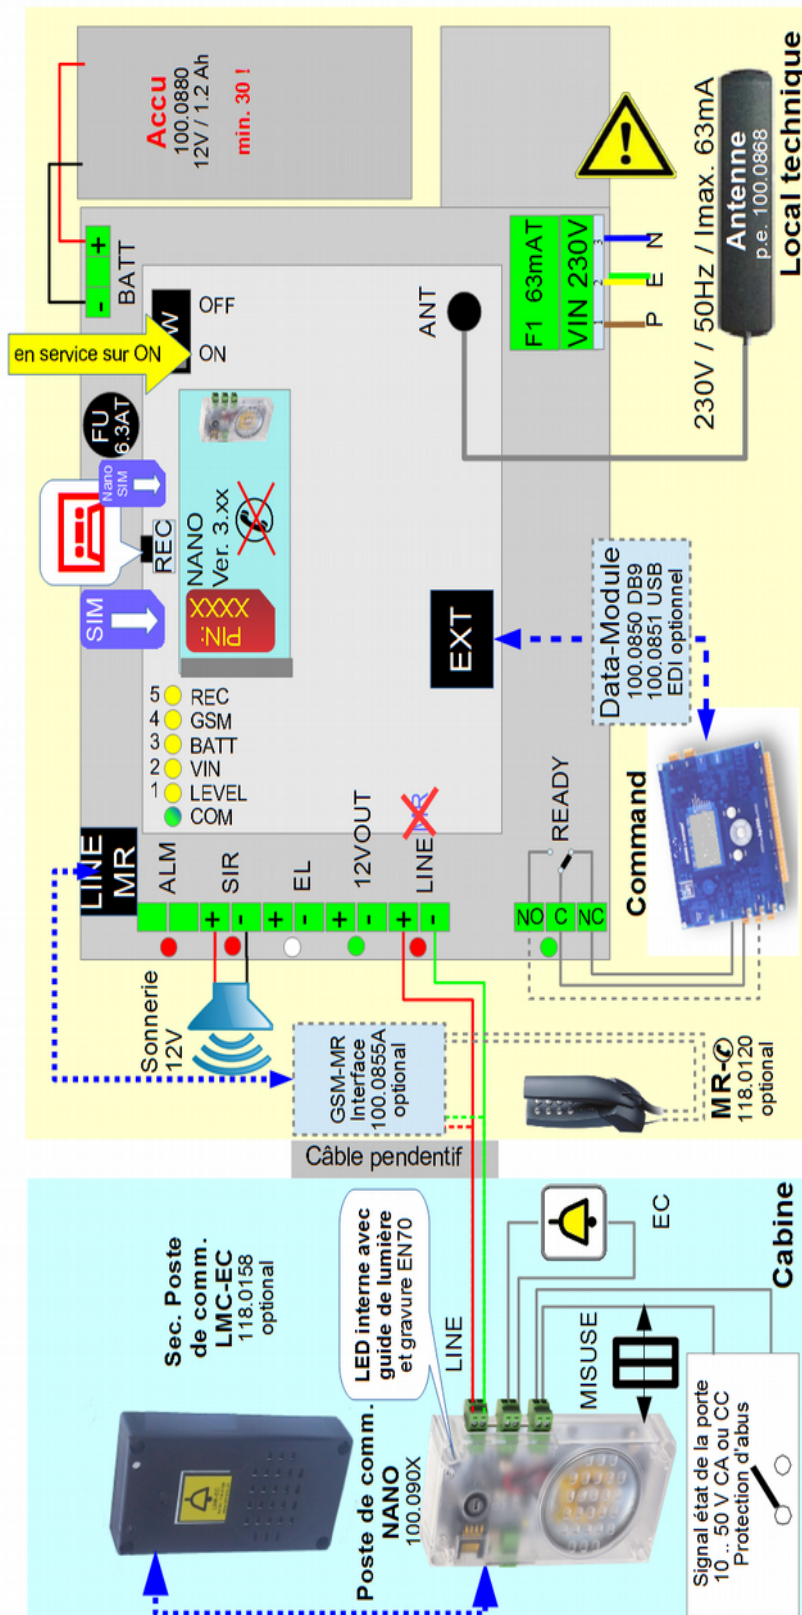 Accu
100.0880
12V / 1.2 Ah
min. 30 !
- +
BATT
en service sur ON
W
OFF
ON
FU
6.3AT
Nano
SIM
REC
SIM
NANO
Ver. 3.xx
PIN:
XXXX
ANT
F1 63mAT
VIN 230V
1 2 3
P E N
230V / 50Hz / Imax. 63mA
Antenne
p.e. 100.0868
Local technique
5 REC
4 GSM
3 BATT
2 VIN
1 LEVEL
COM
EXT
Data-Module
100.0850 DB9
100.0851 USB
EDI optionnel
LINE
MR
ALM
+ -
SIR
+ -
EL
+ -
12VOUT
+ -
LINE
NO C NC
READY
Command
Sonnerie
12V
GSM-MR
Interface
100.0855A
optional
MR-✆
118.0120
optional
Câble pendentif
Sec. Poste
de comm.
LMC-EC
118.0158
optional
LED interne avec
guide de lumière
et gravure EN70
LINE
EC
MISUSE
Cabine
Poste de comm.
NANO
100.090X
Signal état de la porte
10 .. 50 V CA ou CC
Protection d'abus